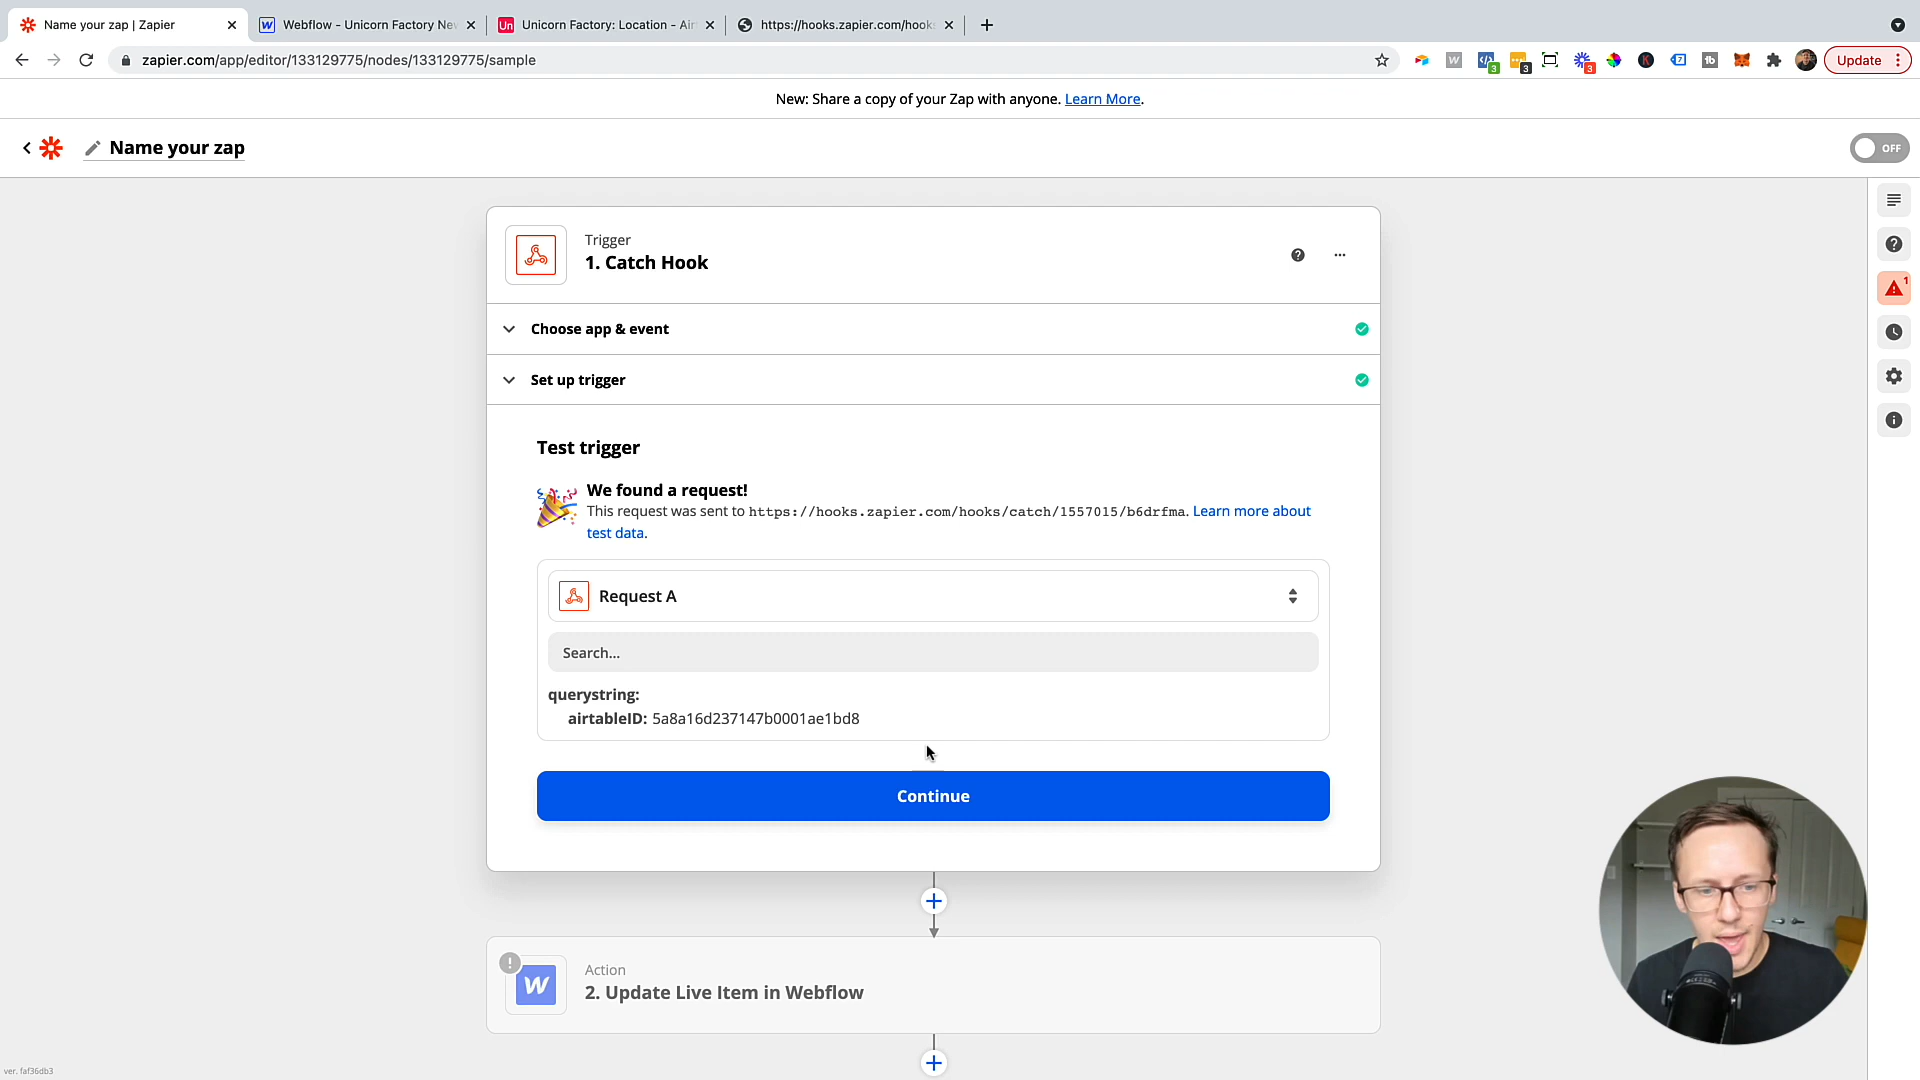 Name your zap | Zapier
Webflow - Unicorn Factory Nev
Un
Unicorn Factory: Location - Air
https://hooks.zapier.com/hook
zapier.com/app/editor/133129775/nodes/133129775/sample
Update
New: Share a copy of your Zap with anyone. Learn More.
Name your zap
OFF
Trigger
1. Catch Hook
Choose app & event
Set up trigger
1
Test trigger
We found a request!
This request was sent to https://hooks.zapier.com/hooks/catch/1557015/b6drfma. Learn more about
test data.
Request A
Search...
querystring:
airtableID: 5a8a16d237147b0001ae1bd8
Continue
Action
2. Update Live Item in Webflow
ver. faf36db3